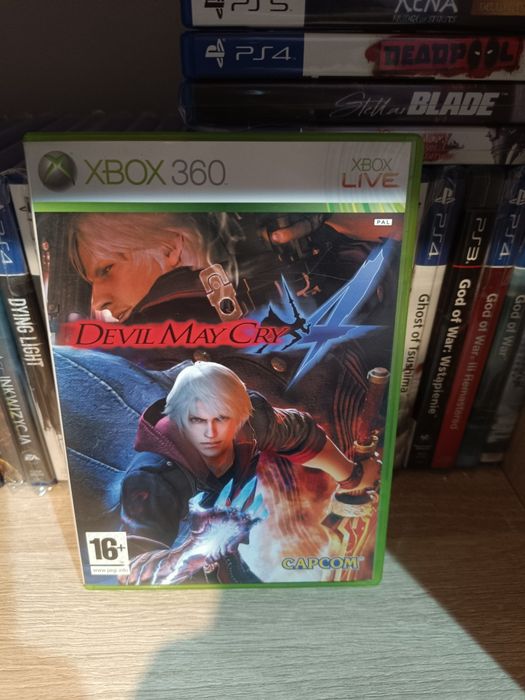 PS5
XENA
PS4
DEADPOOL
Stellar BLADE
XBOX 360
XBOX
LIVE
PAL
DEVIL MAY CRY 4
16+
www.pegi.info
CAPCOM
PS4
DYING LIGHT
INKWIZYCJA
PS4
Ghost of Tsushima
God of War: Wstąpienie
PS3
God of War: III Remastered
PS4
God of War